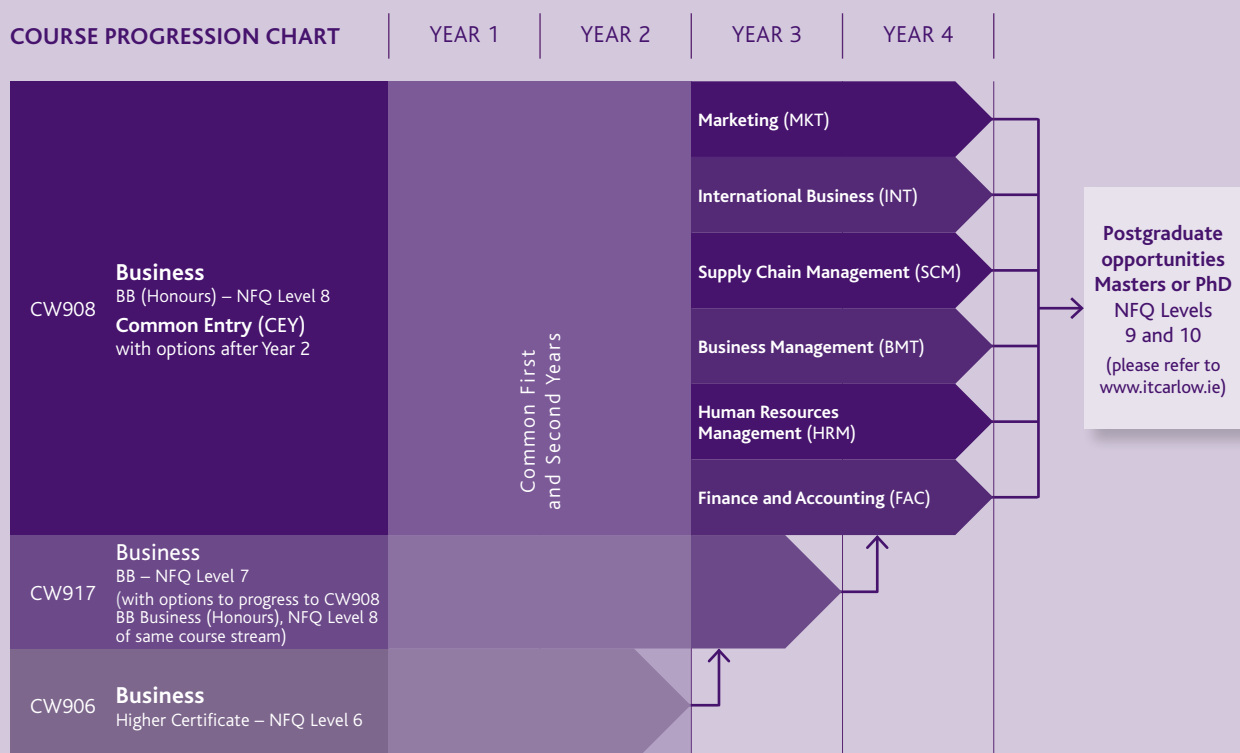 COURSE PROGRESSION CHART
YEAR 1
YEAR 2
YEAR 3
YEAR 4
CW908
Business
BB (Honours) – NFQ Level 8
Common Entry (CEY)
with options after Year 2
Common First
and Second Years
Marketing (MKT)
International Business (INT)
Supply Chain Management (SCM)
Business Management (BMT)
Human Resources
Management (HRM)
Finance and Accounting (FAC)
Postgraduate
opportunities
Masters or PhD
NFQ Levels
9 and 10
(please refer to
www.itcarlow.ie)
CW917
Business
BB – NFQ Level 7
(with options to progress to CW908
BB Business (Honours), NFQ Level 8
of same course stream)
CW906
Business
Higher Certificate – NFQ Level 6